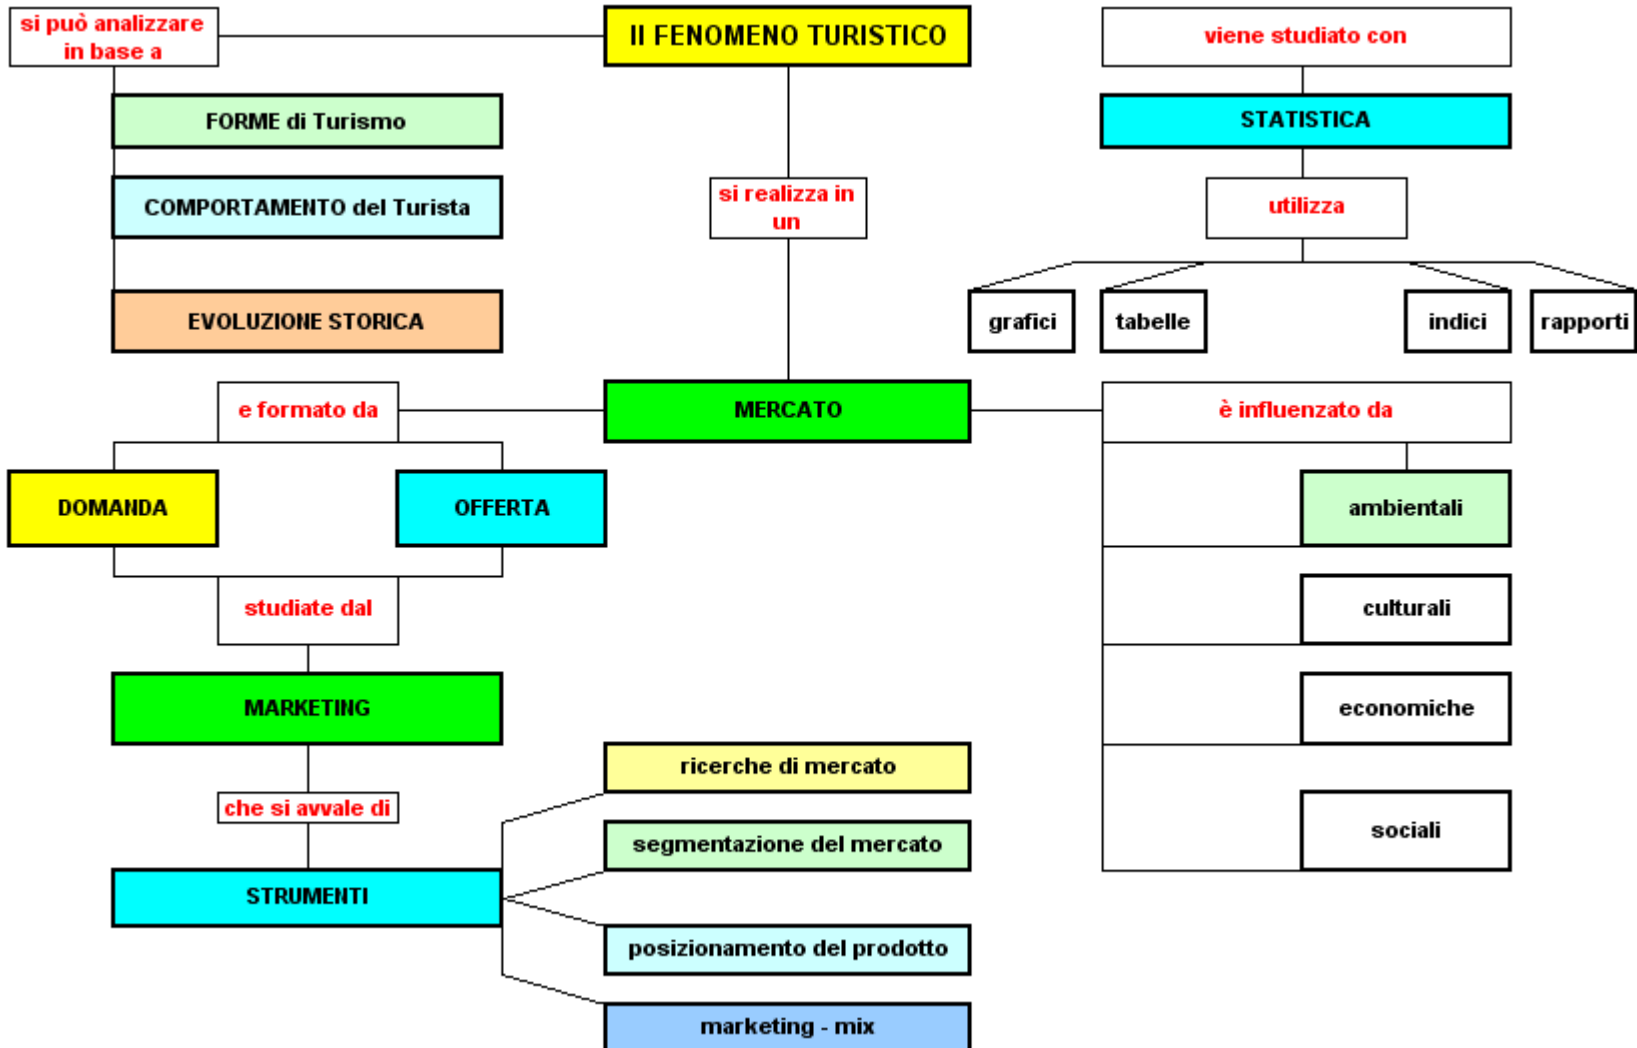 si può analizzare
in base a
II FENOMENO TURISTICO
viene studiato con
FORME di Turismo
STATISTICA
COMPORTAMENTO del Turista
si realizza in
un
utilizza
EVOLUZIONE STORICA
grafici
tabelle
indici
rapporti
e formato da
MERCATO
è influenzato da
DOMANDA
OFFERTA
ambientali
studiate dal
culturali
MARKETING
economiche
ricerche di mercato
che si avvale di
segmentazione del mercato
sociali
STRUMENTI
posizionamento del prodotto
marketing - mix